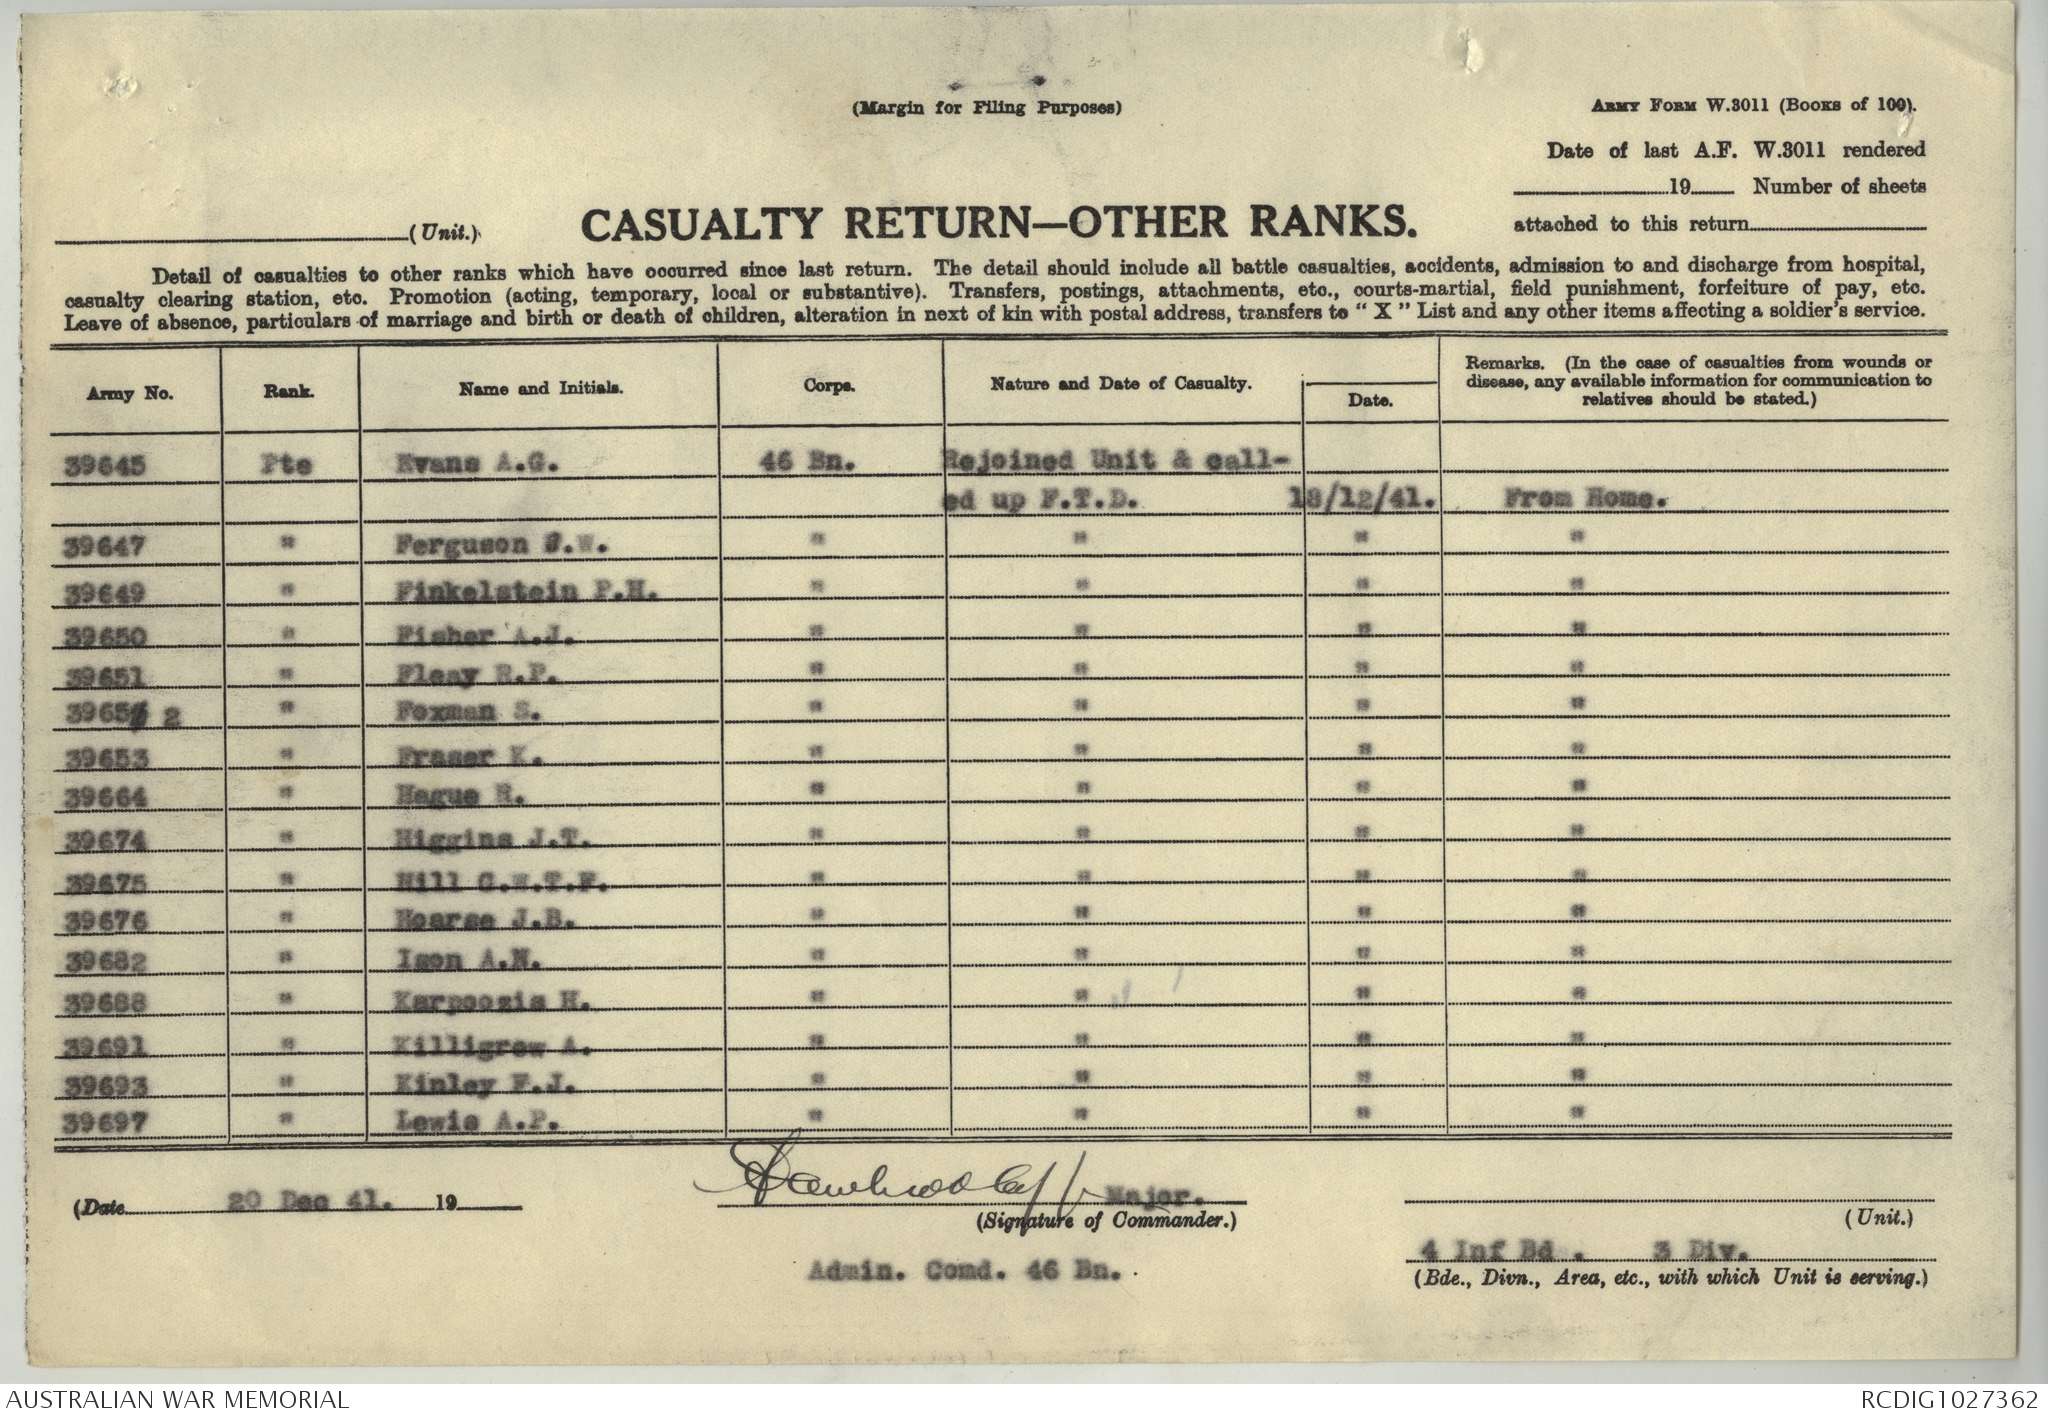 (Margin for Filing Purposes)
ARMY FORM W.3011 (BOOKS OF 100).
Date of last A.F. W.3011 rendered
19 Number of sheets
attached to this return
(Unit.)
CASUALTY RETURN—OTHER RANKS.
Detail of casualties to other ranks which have occurred since last return. The detail should include all battle casualties, accidents, admission to and discharge from hospital,
casualty clearing station, etc. Promotion (acting, temporary, local or substantive). Transfers, postings, attachments, etc., courts-martial, field punishment, forfeiture of pay, etc.
Leave of absence, particulars of marriage and birth or death of children, alteration in next of kin with postal address, transfers to "X" List and any other items affecting a soldier's service.
Army No. Rank. Name and Initials. Corps. Nature and Date of Casualty. Date. Remarks. (In the case of casualties from wounds or
disease, any available information for communication to
relatives should be stated.)
39645 Pte Evans A.G. 46 Bn. Rejoined Unit & call-
ed up F.T.D. 18/12/41. From Home.
39647 " Ferguson J.W. " " " "
39649 " Finkelstein P.H. " " " "
39650 " Fisher A.J. " " " "
39651 " Fleay R.P. " " " "
3965 2 " Foxman S. " " " "
39653 " Fraser K. " " " "
39664 " Hague R. " " " "
39674 " Higgins J.T. " " " "
39675 " Hill G.W.T.F. " " " "
39676 " Hoarse J.B. " " " "
39682 " Ison A.N. " " " "
39688 " Karpoozis H. " " " "
39691 " Killigrew A. " " " "
39693 " Kinley F.J. " " " "
39697 " Lewis A.P. " " " "
(Date 20 Dec 41. 19
Major.
(Signature of Commander.)
(Unit.)
Admin. Comd. 46 Bn.
4 Inf Bd. 3 Div.
(Bde., Divn., Area, etc., with which Unit is serving.)
AUSTRALIAN WAR MEMORIAL
RCDIG1027362